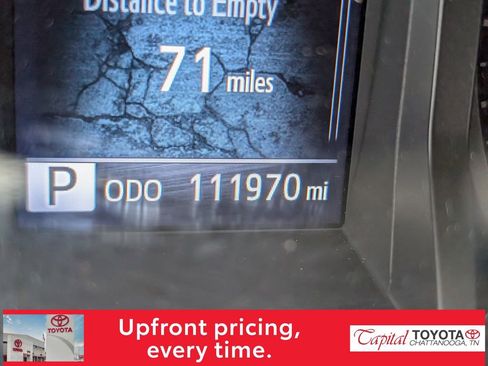 Distance to Empty
71 miles
P ODO 111970 mi
TOYOTA
Upfront pricing,
every time.
Capital TOYOTA
CHATTANOOGA, TN